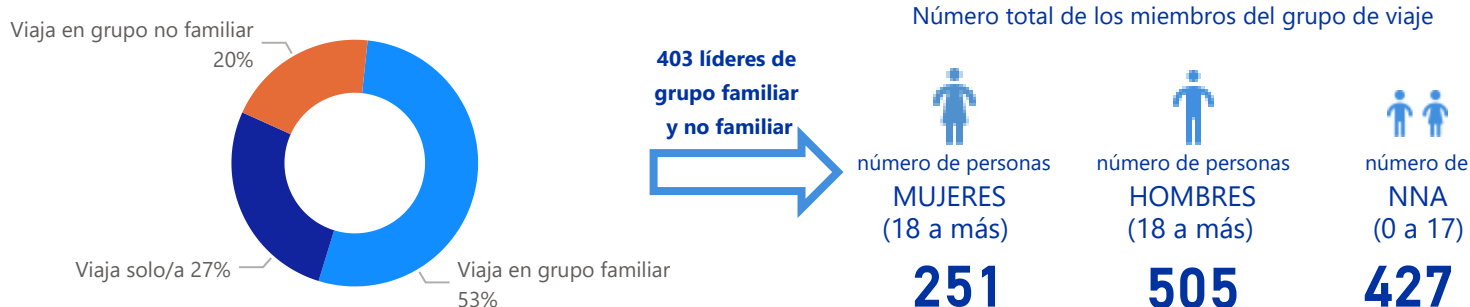 Viaja en grupo no familiar
20%
Viaja solo/a 27%
Viaja en grupo familiar
53%
403 líderes de
grupo familiar
y no familiar
Número total de los miembros del grupo de viaje
número de personas
MUJERES
(18 a más)
251
número de personas
HOMBRES
(18 a más)
505
número de
NNA
(0 a 17)
427